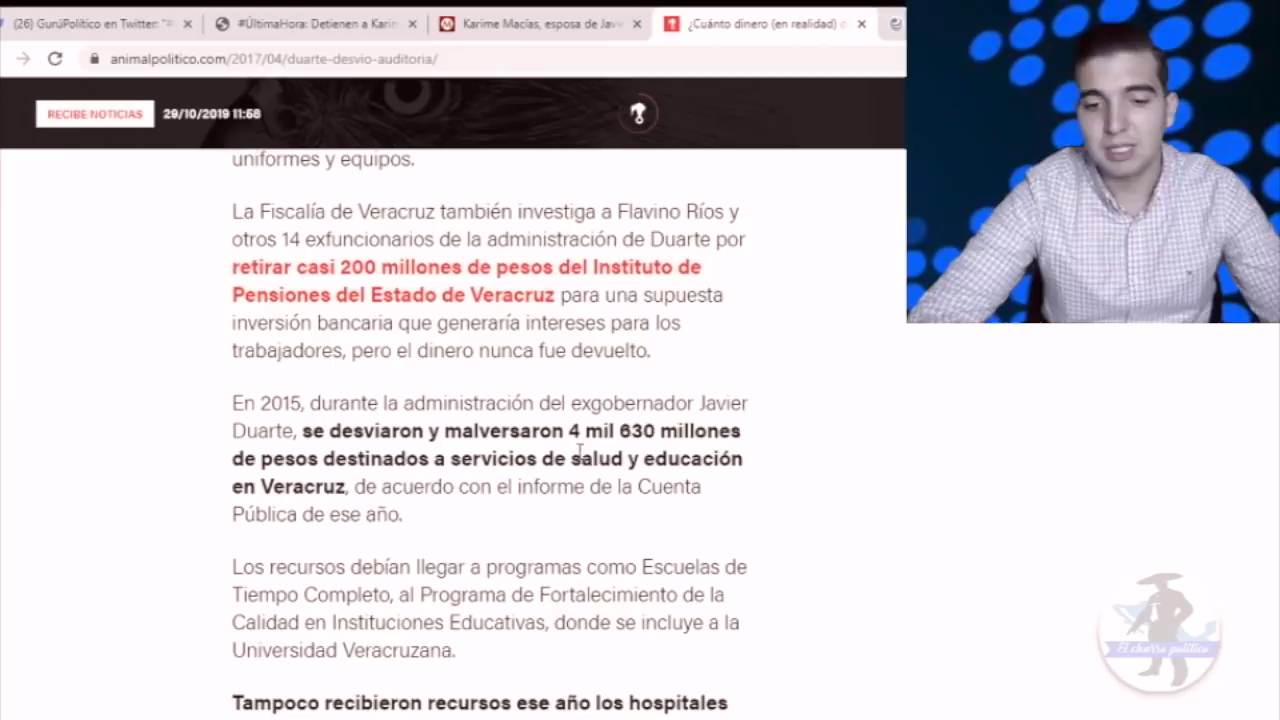 (26) GurúPolítico en Twitter: "#
#ÚltimaHora: Detienen a Karim
Karime Macías, esposa de Javi
¿Cuánto dinero (en realidad)
animalpolitico.com/2017/04/duarte-desvio-auditoria/
RECIBE NOTICIAS
29/10/2019 11:58
uniformes y equipos.
La Fiscalía de Veracruz también investiga a Flavino Ríos y
otros 14 exfuncionarios de la administración de Duarte por
retirar casi 200 millones de pesos del Instituto de
Pensiones del Estado de Veracruz para una supuesta
inversión bancaria que generaría intereses para los
trabajadores, pero el dinero nunca fue devuelto.
En 2015, durante la administración del exgobernador Javier
Duarte, se desviaron y malversaron 4 mil 630 millones
de pesos destinados a servicios de salud y educación
en Veracruz, de acuerdo con el informe de la Cuenta
Pública de ese año.
Los recursos debían llegar a programas como Escuelas de
Tiempo Completo, al Programa de Fortalecimiento de la
Calidad en Instituciones Educativas, donde se incluye a la
Universidad Veracruzana.
Tampoco recibieron recursos ese año los hospitales
El charro político